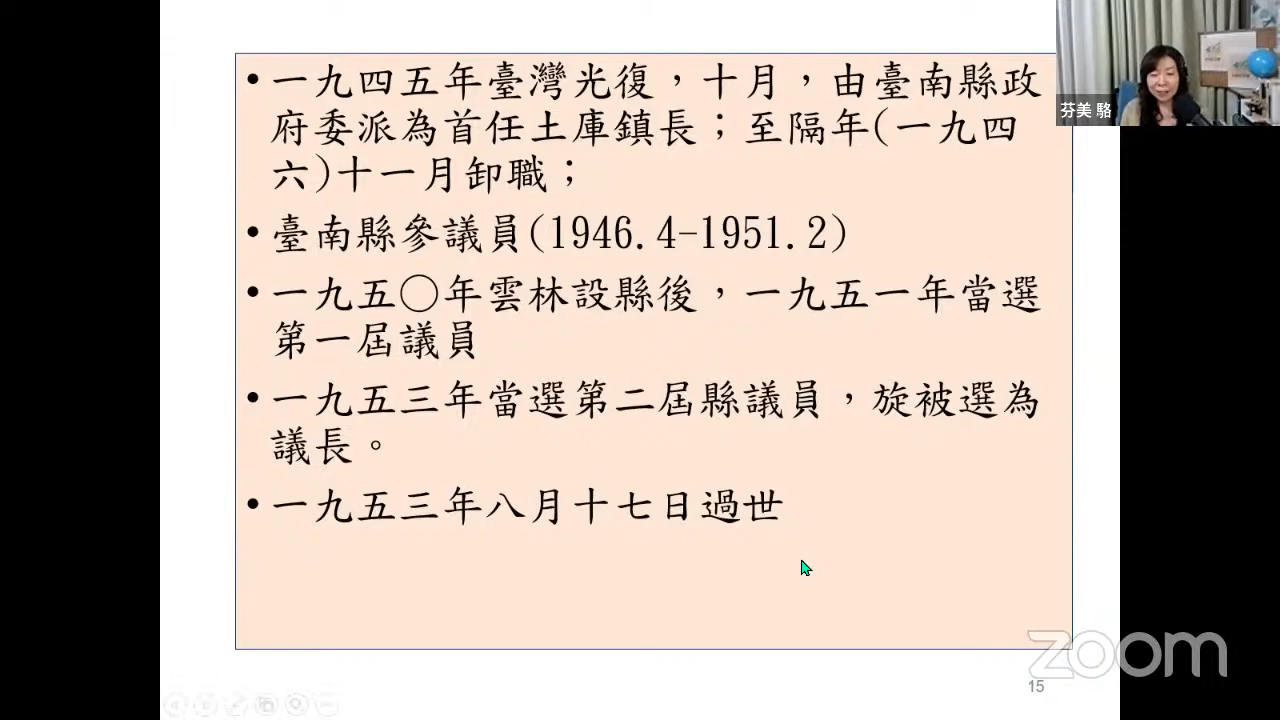 • 一九四五年臺灣光復，十月，由臺南縣政
府委派為首任土庫鎮長；至隔年(一九四
六)十一月卸職；
• 臺南縣參議員(1946.4-1951.2)
• 一九五〇年雲林設縣後，一九五一年當選
第一屆議員
• 一九五三年當選第二屆縣議員，旋被選為
議長。
• 一九五三年八月十七日過世
芬美 駱
zoom
15